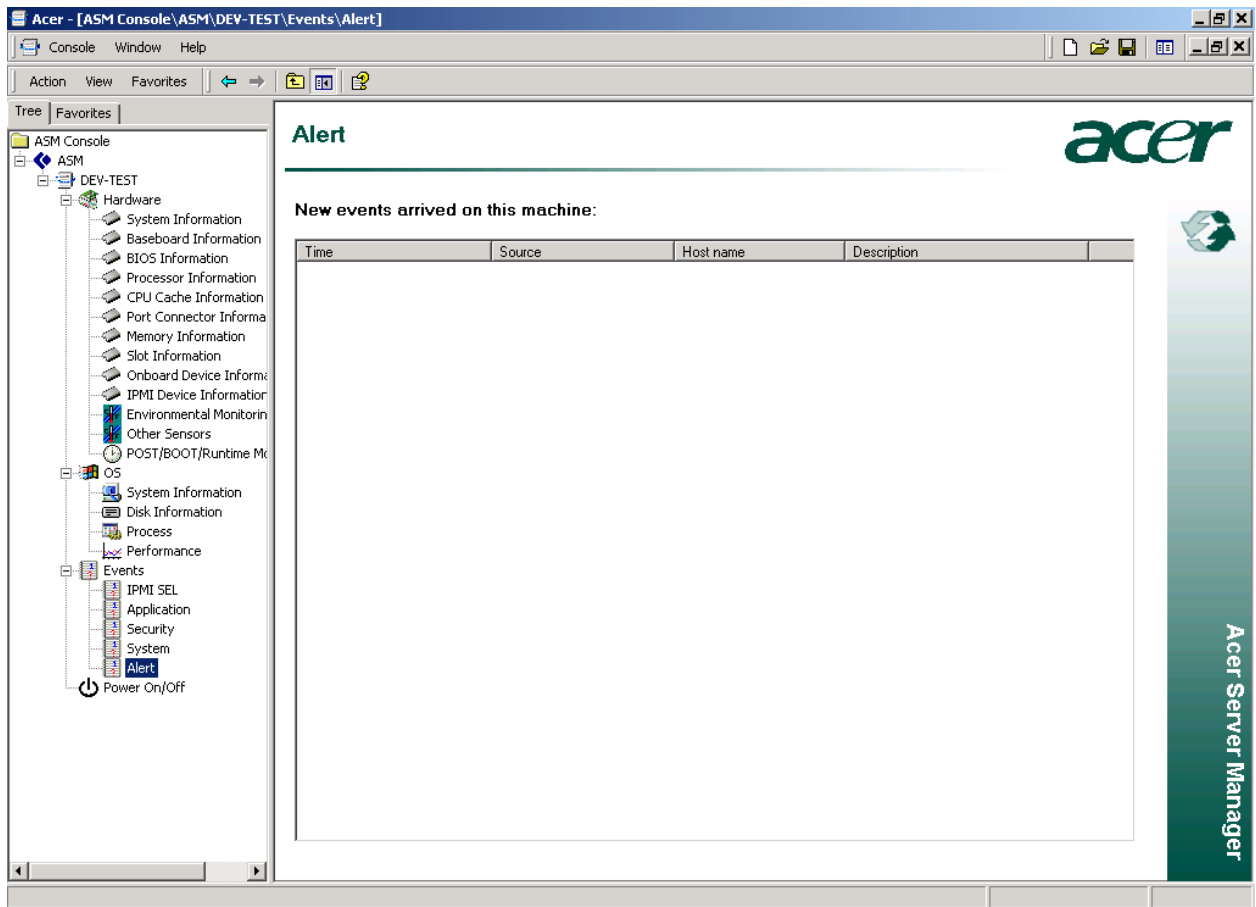 Acer - [ASM Console\ASM\DEV-TEST\Events\Alert]
Console Window Help
Action View Favorites
Tree Favorites
ASM Console
ASM
DEV-TEST
Hardware
System Information
Baseboard Information
BIOS Information
Processor Information
CPU Cache Information
Port Connector Informa
Memory Information
Slot Information
Onboard Device Informa
IPMI Device Information
Environmental Monitorin
Other Sensors
POST/BOOT/Runtime Mo
OS
System Information
Disk Information
Process
Performance
Events
IPMI SEL
Application
Security
System
Alert
Power On/Off
Alert
acer
New events arrived on this machine:
Time Source Host name Description
Acer Server Manager